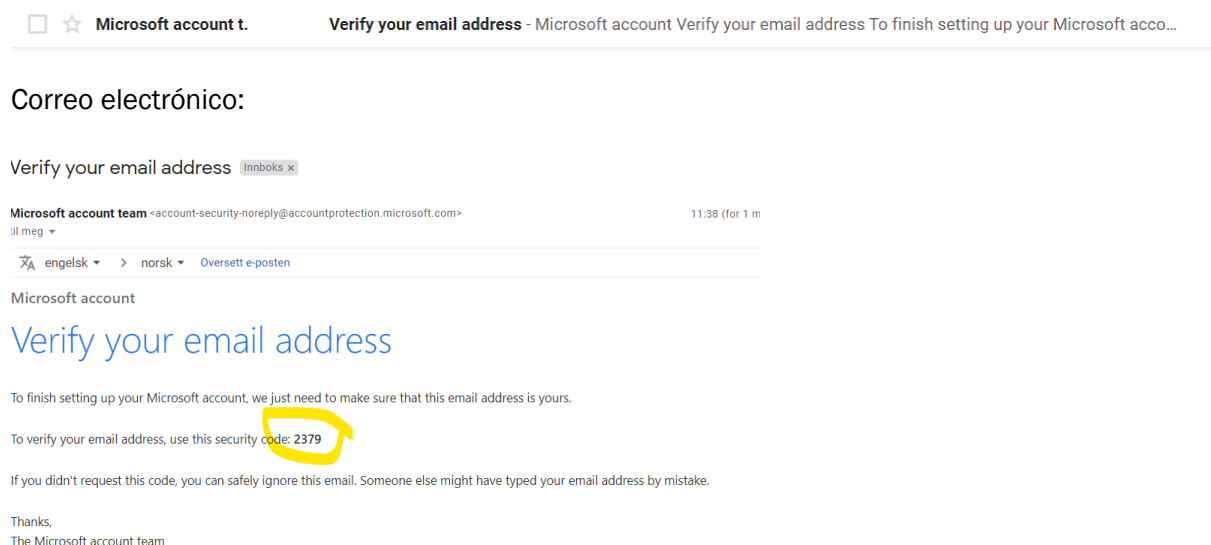 Microsoft account t. Verify your email address - Microsoft account Verify your email address To finish setting up your Microsoft acco...
Correo electrónico:
Verify your email address Innboks x
Microsoft account team <account-security-noreply@accountprotection.microsoft.com> 11:38 (for 1 m
til meg
engelsk > norsk Oversett e-posten
Microsoft account
Verify your email address
To finish setting up your Microsoft account, we just need to make sure that this email address is yours.
To verify your email address, use this security code: 2379
If you didn't request this code, you can safely ignore this email. Someone else might have typed your email address by mistake.
Thanks,
The Microsoft account team